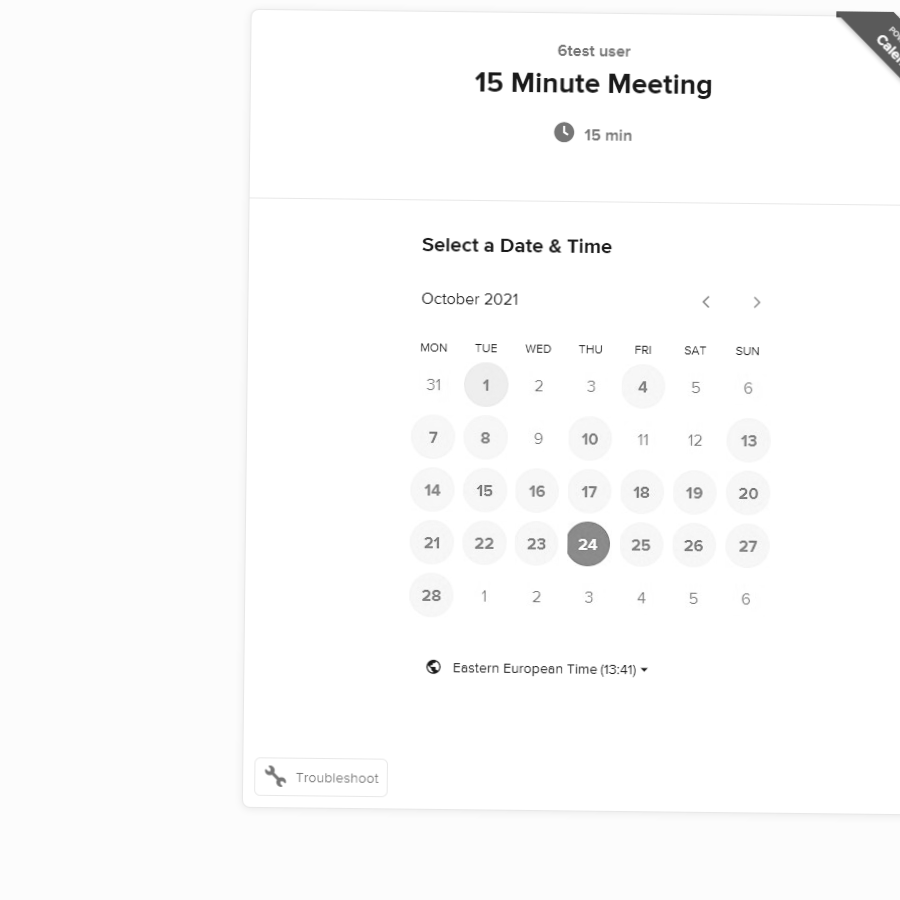 6test user
15 Minute Meeting
15 min
Select a Date & Time
October 2021
MON TUE WED THU FRI SAT SUN
31 1 2 3 4 5 6
7 8 9 10 11 12 13
14 15 16 17 18 19 20
21 22 23 24 25 26 27
28 1 2 3 4 5 6
Eastern European Time (13:41)
Troubleshoot